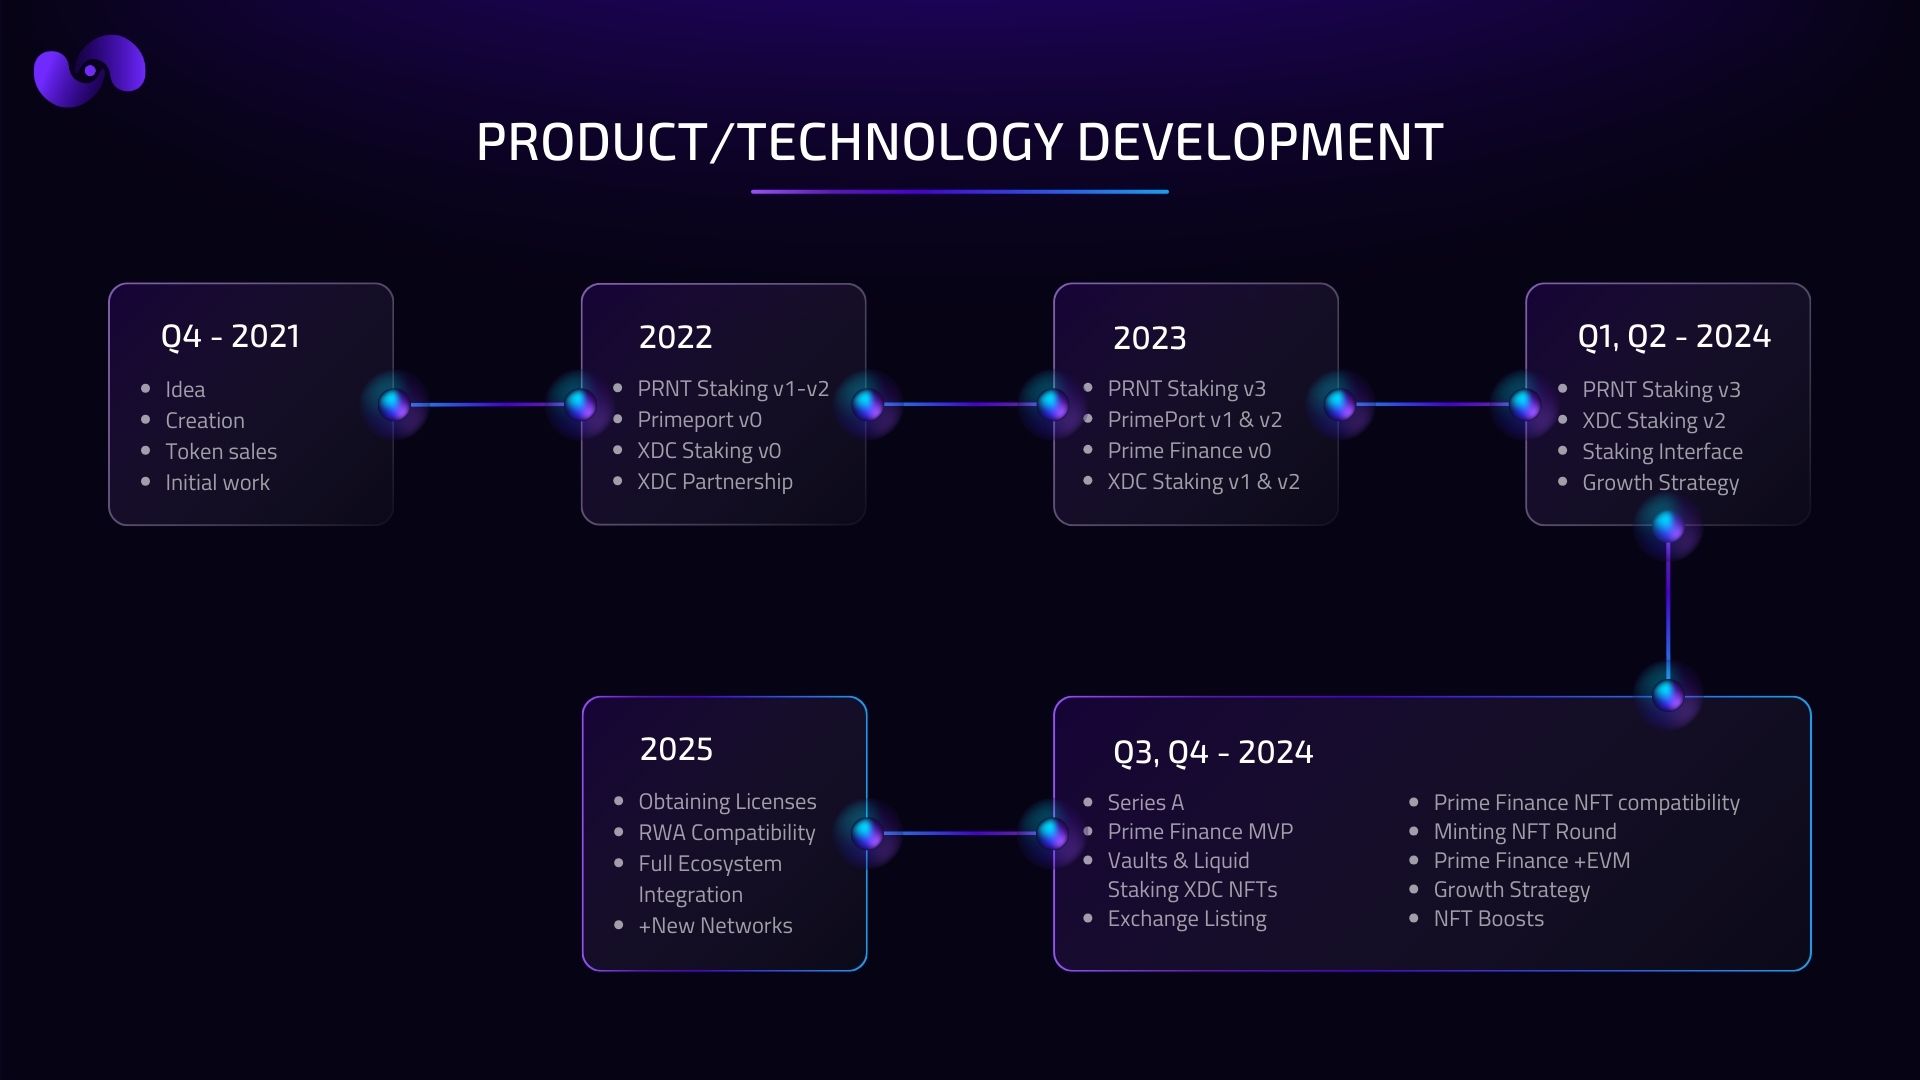 PRODUCT/TECHNOLOGY DEVELOPMENT
Q4 - 2021
Idea
Creation
Token sales
Initial work
2022
PRNT Staking v1-v2
Primeport v0
XDC Staking v0
XDC Partnership
2023
PRNT Staking v3
PrimePort v1 & v2
Prime Finance v0
XDC Staking v1 & v2
Q1, Q2 - 2024
PRNT Staking v3
XDC Staking v2
Staking Interface
Growth Strategy
Q3, Q4 - 2024
Series A
Prime Finance MVP
Vaults & Liquid
Staking XDC NFTs
Exchange Listing
Prime Finance NFT compatibility
Minting NFT Round
Prime Finance +EVM
Growth Strategy
NFT Boosts
2025
Obtaining Licenses
RWA Compatibility
Full Ecosystem
Integration
+New Networks